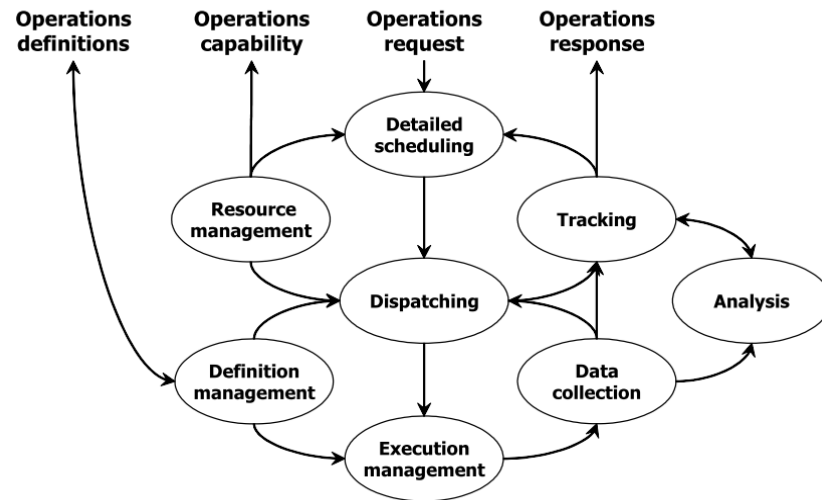 Operations
definitions
Operations
capability
Operations
request
Operations
response
Detailed
scheduling
Resource
management
Tracking
Dispatching
Analysis
Definition
management
Data
collection
Execution
management